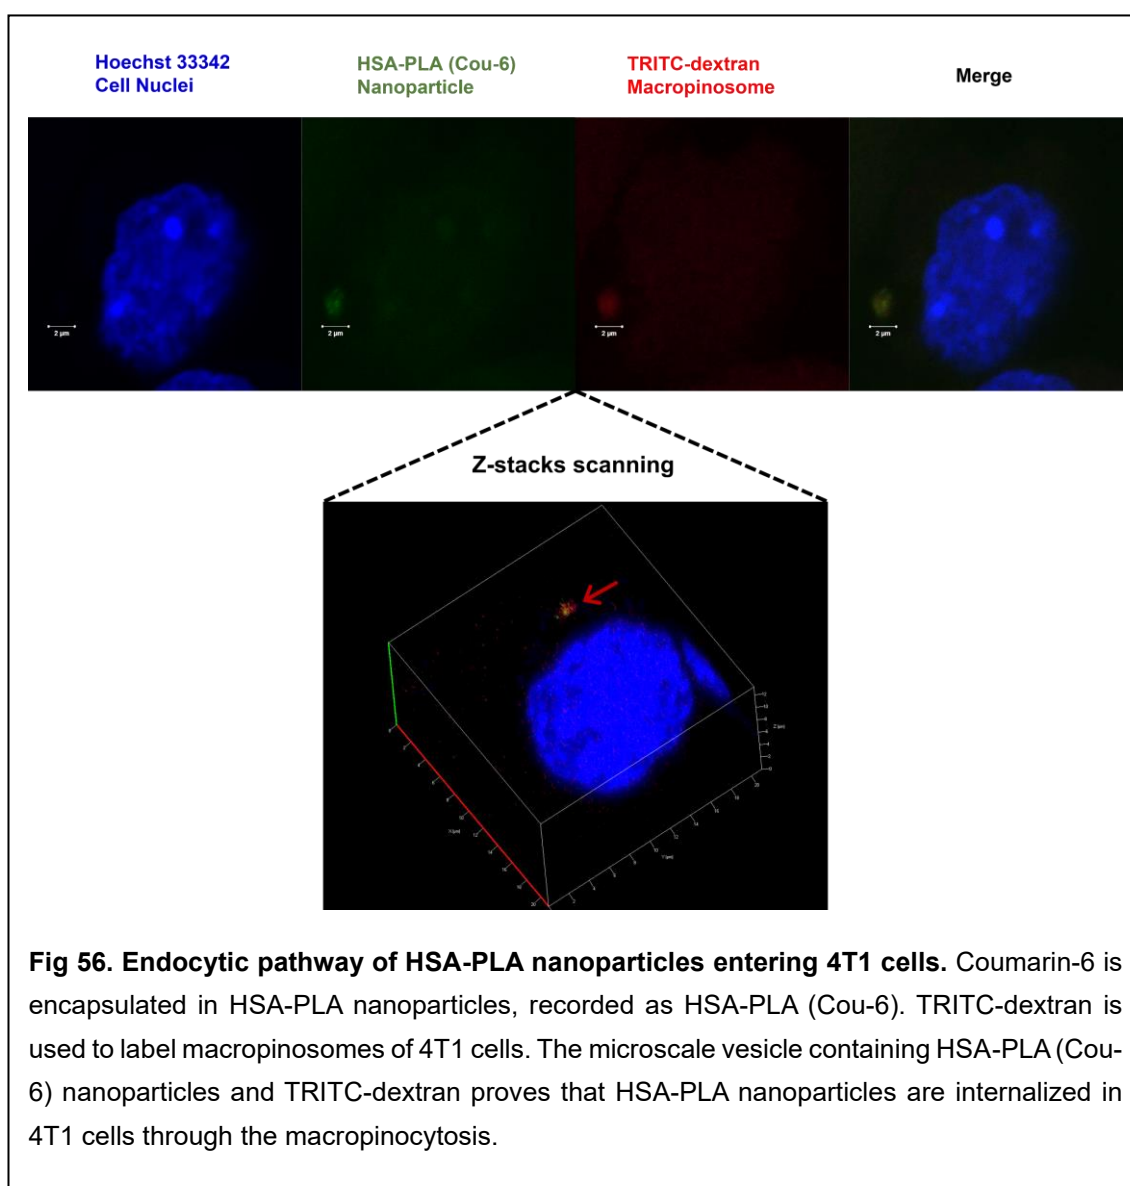 Hoechst 33342
Cell Nuclei
HSA-PLA (Cou-6)
Nanoparticle
TRITC-dextran
Macropinosome
Merge
2 μm
2 μm
2 μm
2 μm
Z-stacks scanning
Fig 56. Endocytic pathway of HSA-PLA nanoparticles entering 4T1 cells. Coumarin-6 is
encapsulated in HSA-PLA nanoparticles, recorded as HSA-PLA (Cou-6). TRITC-dextran is
used to label macropinosomes of 4T1 cells. The microscale vesicle containing HSA-PLA (Cou-
6) nanoparticles and TRITC-dextran proves that HSA-PLA nanoparticles are internalized in
4T1 cells through the macropinocytosis.